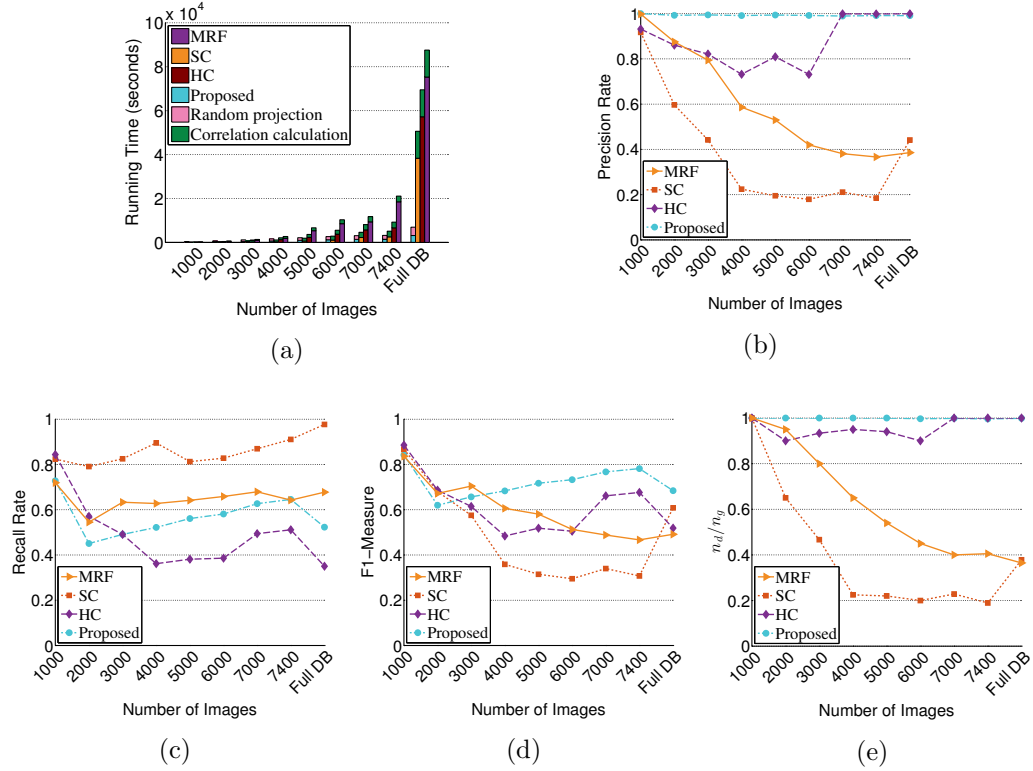 10 x 10⁴
8
6
4
2
0
Running Time (seconds)
MRF
SC
HC
Proposed
Random projection
Correlation calculation
1000
2000
3000
4000
5000
6000
7000
7400
Full DB
Number of Images
(a)
1
0.8
0.6
0.4
0.2
0
Precision Rate
MRF
SC
HC
Proposed
1000
2000
3000
4000
5000
6000
7000
7400
Full DB
Number of Images
(b)
1
0.8
0.6
0.4
0.2
0
Recall Rate
MRF
SC
HC
Proposed
1000
2000
3000
4000
5000
6000
7000
7400
Full DB
Number of Images
(c)
1
0.8
0.6
0.4
0.2
0
F1−Measure
MRF
SC
HC
Proposed
1000
2000
3000
4000
5000
6000
7000
7400
Full DB
Number of Images
(d)
1
0.8
0.6
0.4
0.2
0
n_d/n_g
MRF
SC
HC
Proposed
1000
2000
3000
4000
5000
6000
7000
7400
Full DB
Number of Images
(e)